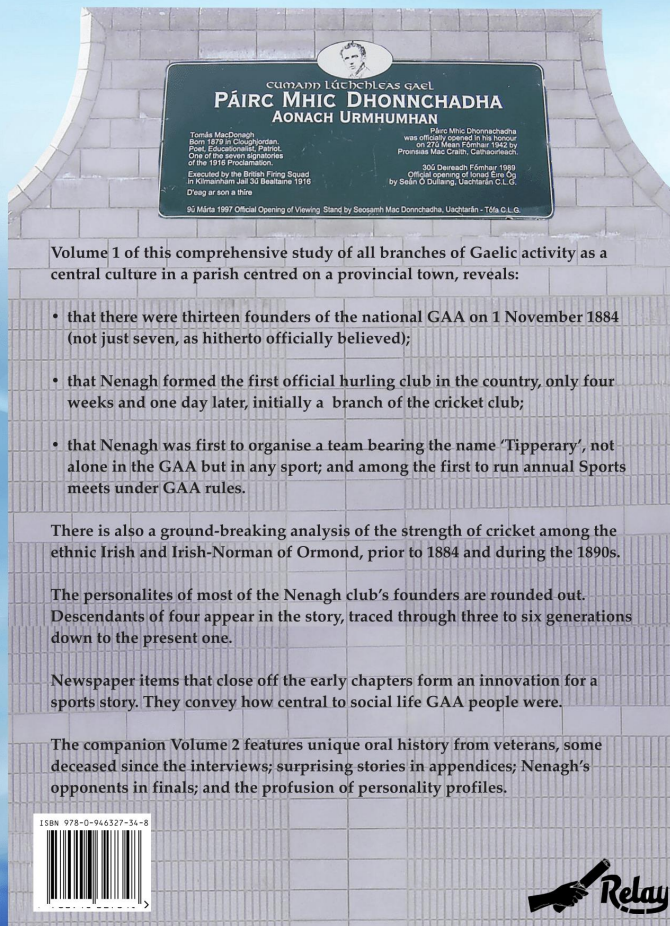 CUMANN LÚTHCHLEAS GAEL
PÁIRC MHIC DHONNCHADHA
AONACH URMHUMHAN
Tomás MacDonagh
Born 1879 in Cloughjordan.
Poet, Educationalist, Patriot.
One of the seven signatories
of the 1916 Proclamation.
Executed by the British Firing Squad
in Kilmainham Jail 3ú Bealtaine 1916
D'eag ar son a thíre
Páirc Mhic Dhonnchadha
was officially opened in his honour
on 27ú Mean Fómhar 1942 by
Proinsias Mac Craith, Cathaoirleach.
30ú Deireadh Fómhar 1989
Official opening of Ionad Éire Óg
by Seán Ó Dullaing, Uachtarán C.L.G.
9ú Márta 1997 Official Opening of Viewing Stand by Seosamh Mac Donnchadha, Uachtarán - Tófa C.L.G.
Volume 1 of this comprehensive study of all branches of Gaelic activity as a
central culture in a parish centred on a provincial town, reveals:
• that there were thirteen founders of the national GAA on 1 November 1884
(not just seven, as hitherto officially believed);
• that Nenagh formed the first official hurling club in the country, only four
weeks and one day later, initially a branch of the cricket club;
• that Nenagh was first to organise a team bearing the name 'Tipperary', not
alone in the GAA but in any sport; and among the first to run annual Sports
meets under GAA rules.
There is also a ground-breaking analysis of the strength of cricket among the
ethnic Irish and Irish-Norman of Ormond, prior to 1884 and during the 1890s.
The personalites of most of the Nenagh club's founders are rounded out.
Descendants of four appear in the story, traced through three to six generations
down to the present one.
Newspaper items that close off the early chapters form an innovation for a
sports story. They convey how central to social life GAA people were.
The companion Volume 2 features unique oral history from veterans, some
deceased since the interviews; surprising stories in appendices; Nenagh's
opponents in finals; and the profusion of personality profiles.
ISBN 978-0-946327-34-8
Relay